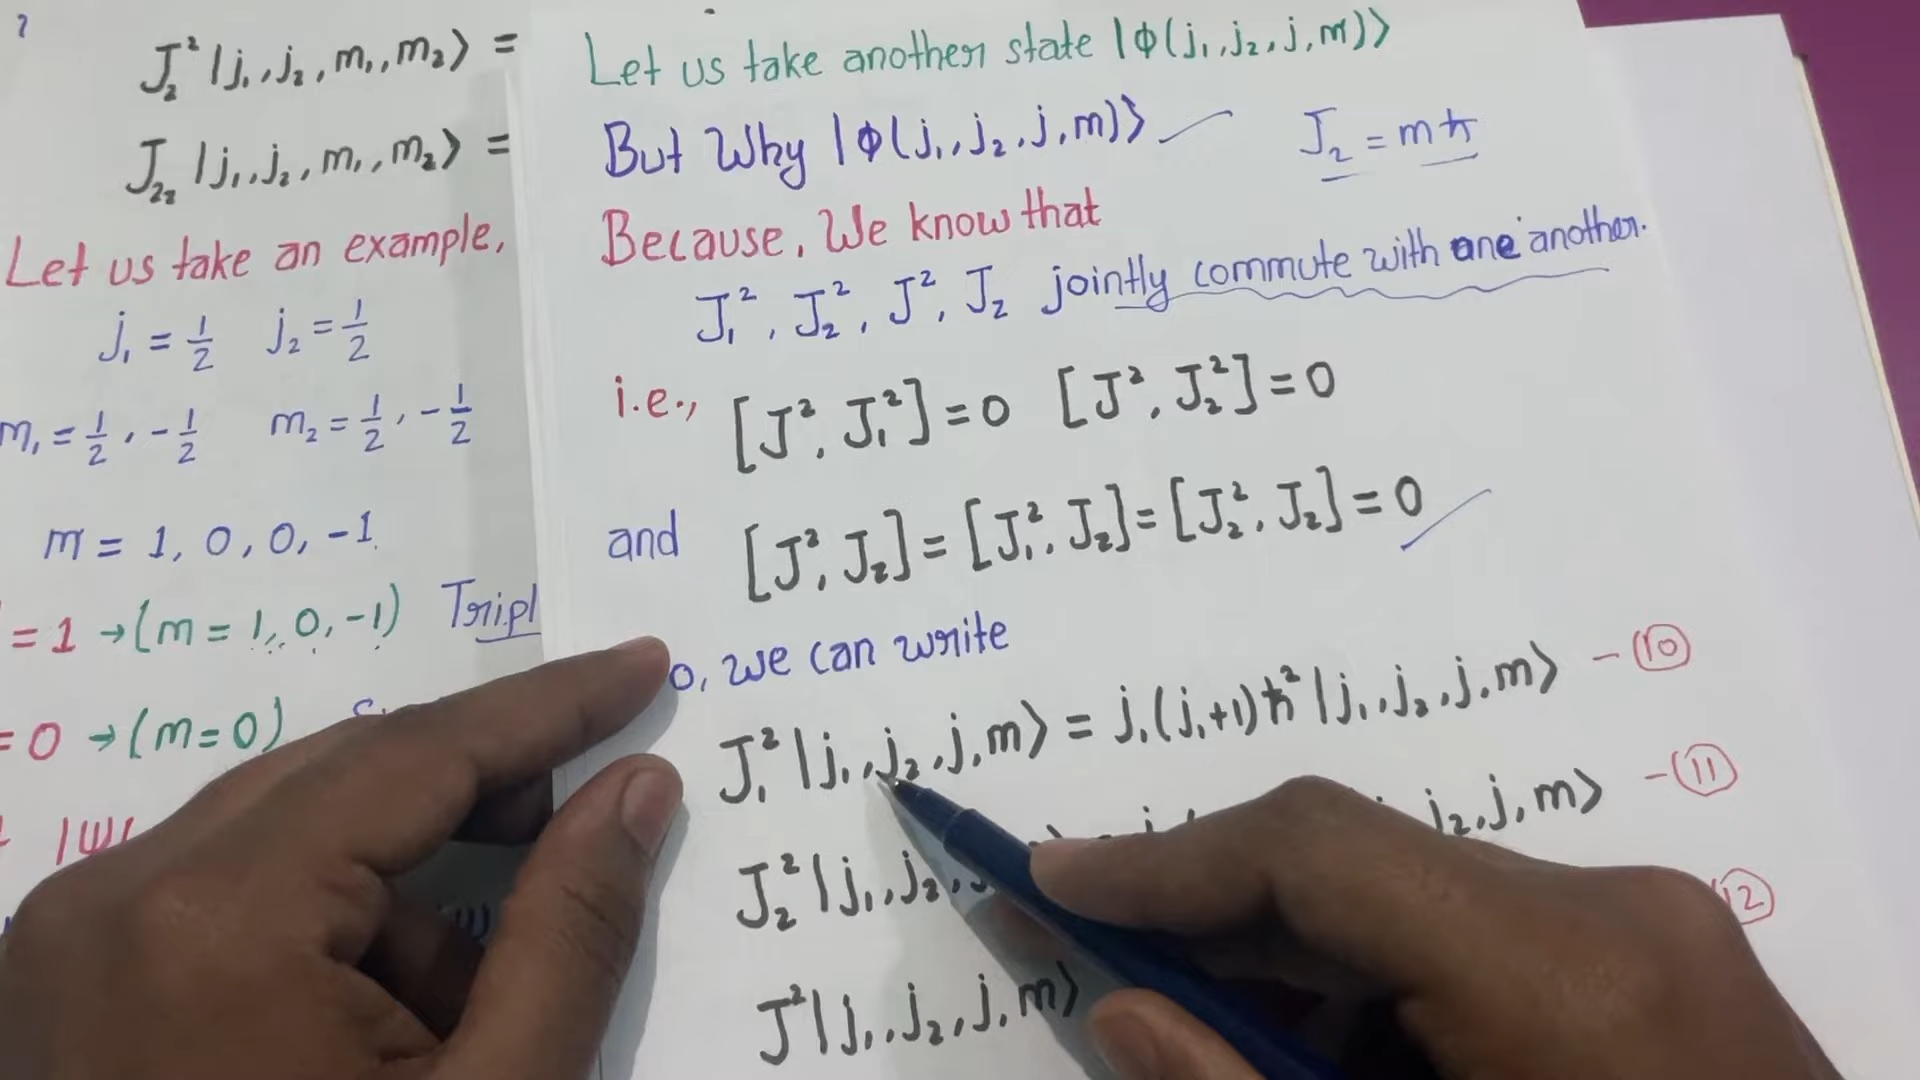 ?
J₂² |j₁, j₂, m₁, m₂⟩ =
J₂z |j₁, j₂, m₁, m₂⟩ =
Let us take an example,
j₁ = 1/2 j₂ = 1/2
m₁ = 1/2, -1/2 m₂ = 1/2, -1/2
m = 1, 0, 0, -1
= 1 → (m = 1, 0, -1) Tripl
= 0 → (m=0)
|ψ(
Let us take another state |ϕ(j₁, j₂, j, m)⟩
But Why |ϕ(j₁, j₂, j, m)⟩
Jz = mℏ
Because, We know that
J₁², J₂², J², Jz jointly commute with one another.
i.e., [J², J₁²] = 0 [J², J₂²] = 0
and [J², Jz] = [J₁², Jz] = [J₂², Jz] = 0
o, we can write
J₁² |j₁, j₂, j, m⟩ = j₁(j₁+1)ℏ² |j₁, j₂, j, m⟩ - (10)
J₂² |j₁, j₂, j₂, j, m⟩ - (11)
J² |j₁, j₂, j, m⟩ 12)